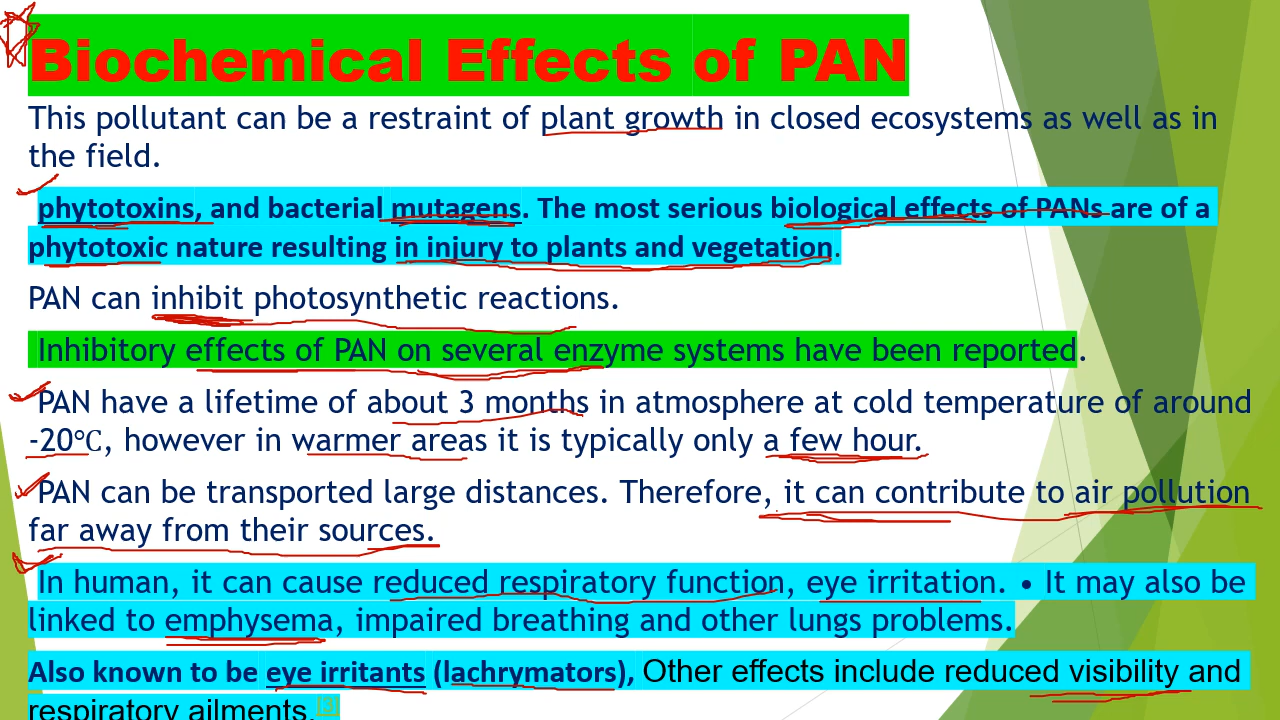 Biochemical Effects of PAN
This pollutant can be a restraint of plant growth in closed ecosystems as well as in
the field.
phytotoxins, and bacterial mutagens. The most serious biological effects of PANs are of a
phytotoxic nature resulting in injury to plants and vegetation.
PAN can inhibit photosynthetic reactions.
Inhibitory effects of PAN on several enzyme systems have been reported.
PAN have a lifetime of about 3 months in atmosphere at cold temperature of around
-20℃, however in warmer areas it is typically only a few hour.
PAN can be transported large distances. Therefore, it can contribute to air pollution
far away from their sources.
In human, it can cause reduced respiratory function, eye irritation. • It may also be
linked to emphysema, impaired breathing and other lungs problems.
Also known to be eye irritants (lachrymators), Other effects include reduced visibility and
respiratory ailments.[3]